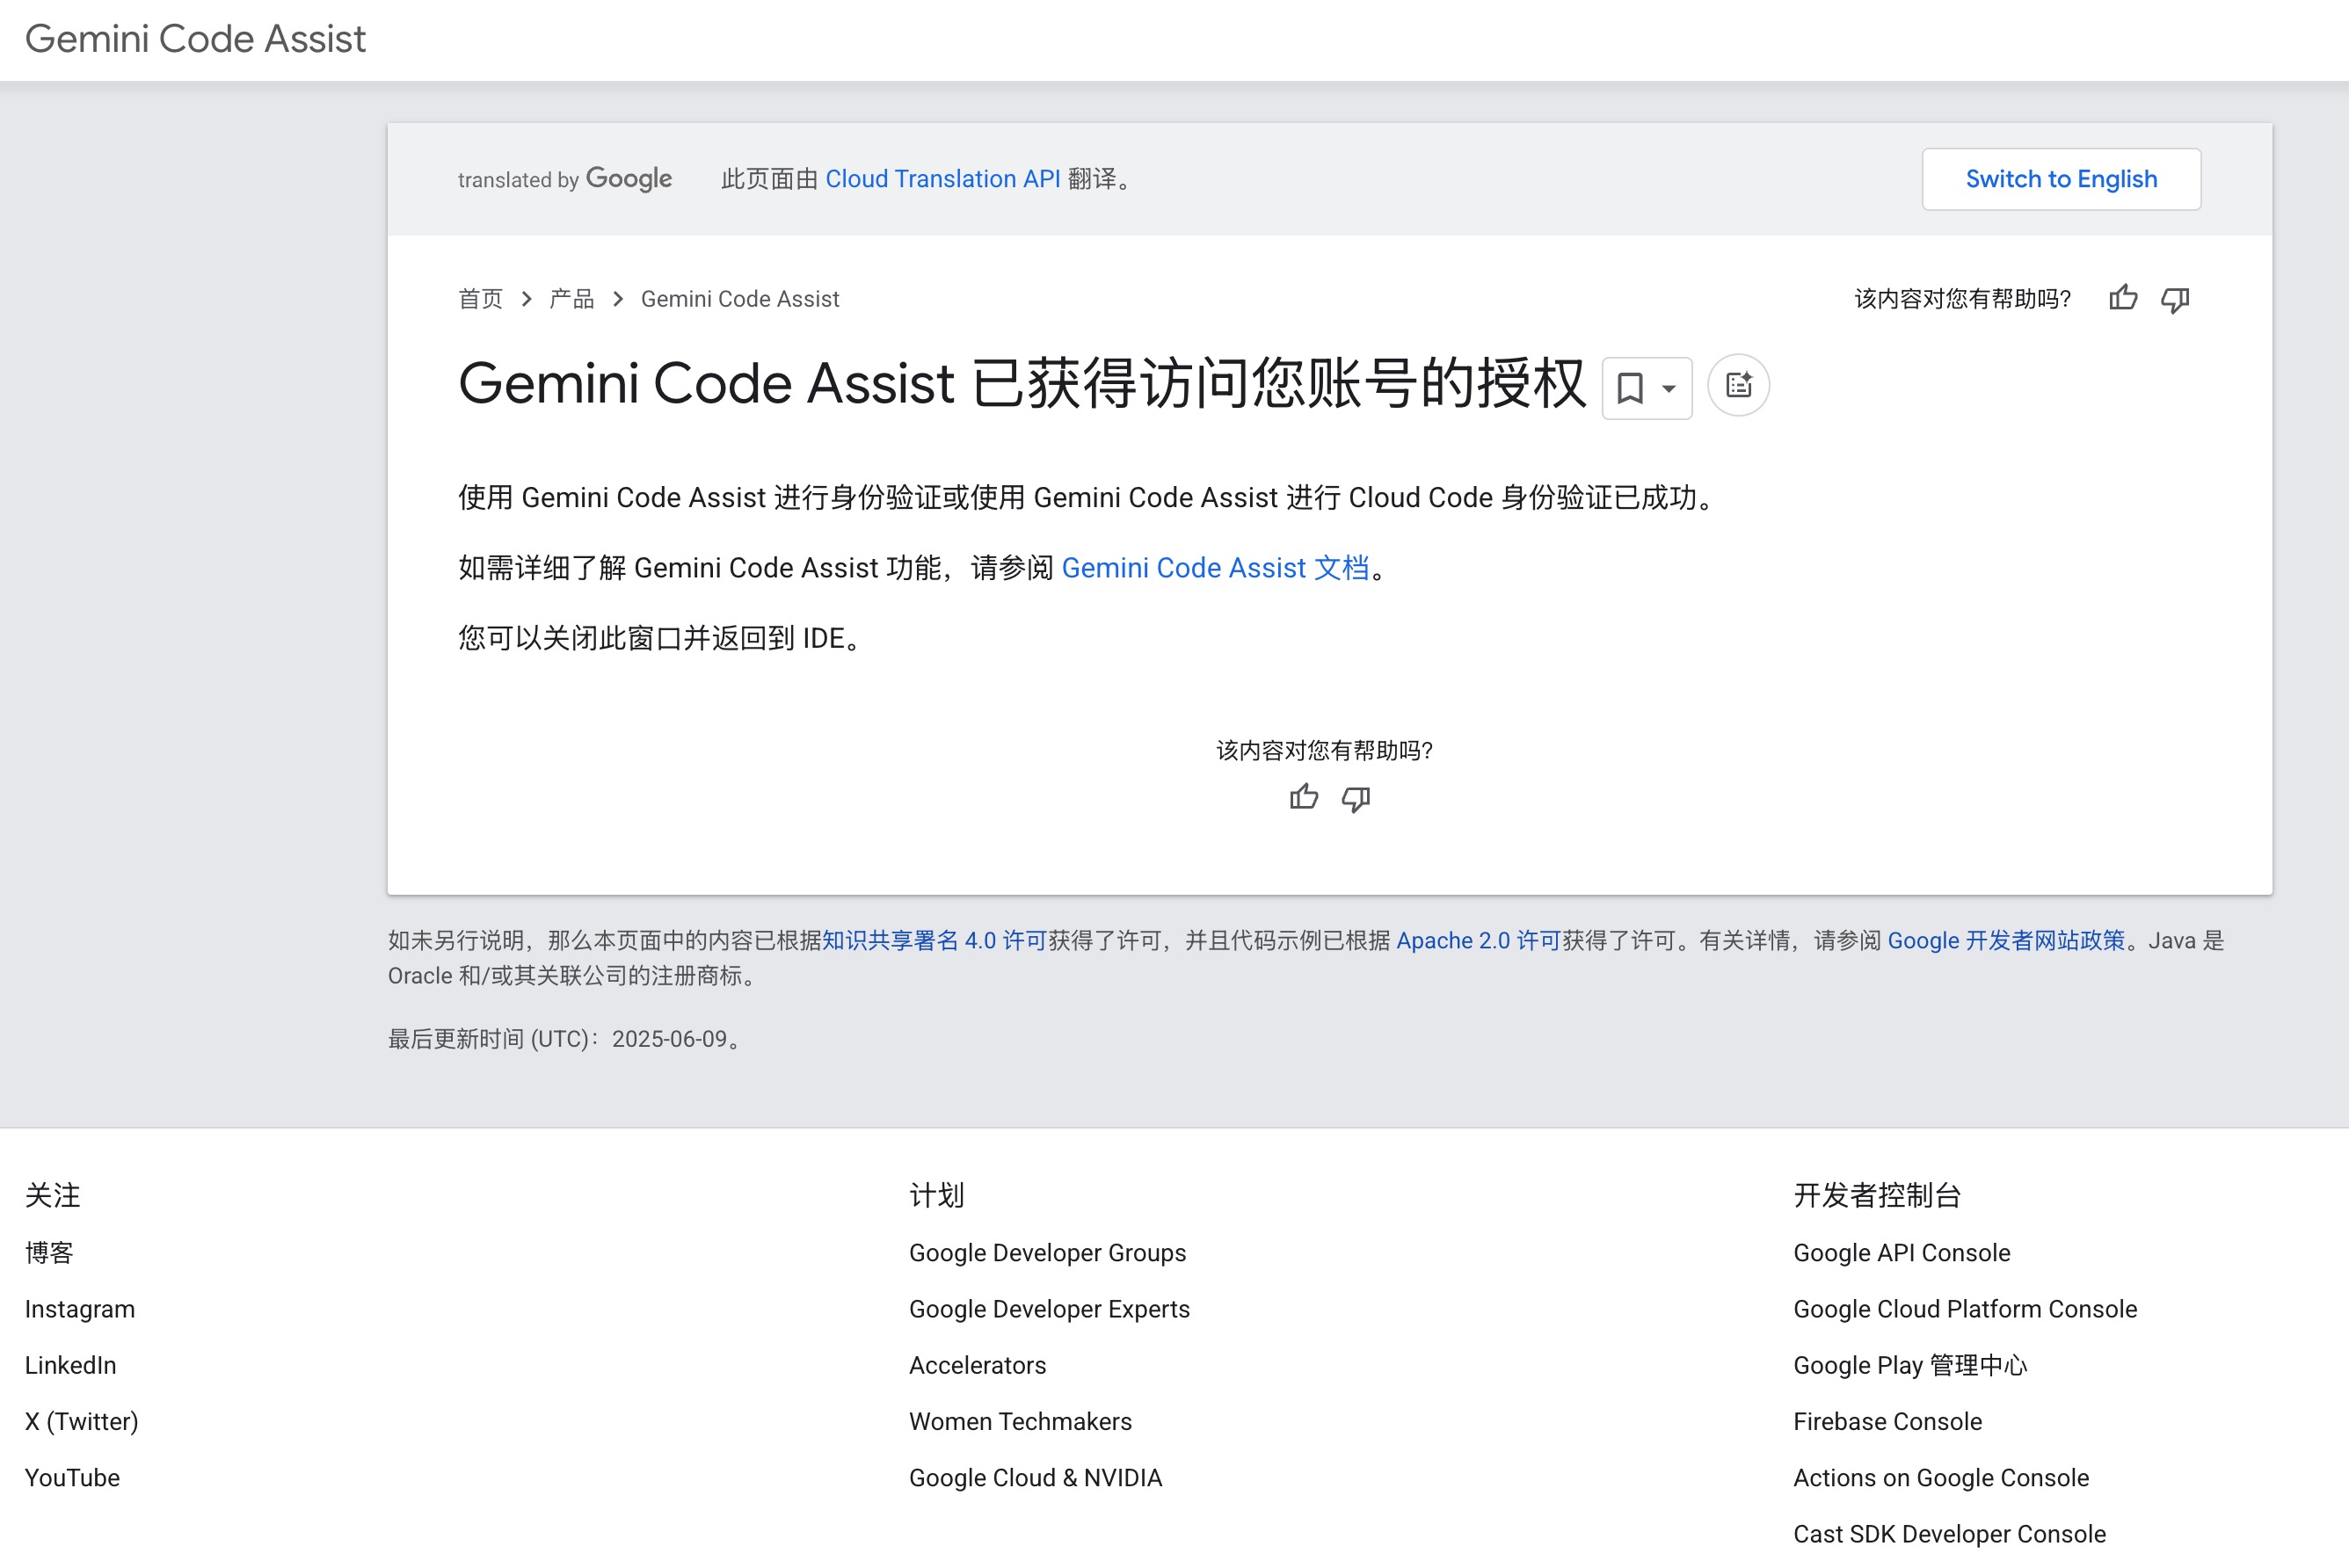 Gemini Code Assist
translated by Google
此页面由 Cloud Translation API 翻译。
Switch to English
首页 > 产品 > Gemini Code Assist
该内容对您有帮助吗?
Gemini Code Assist 已获得访问您账号的授权
使用 Gemini Code Assist 进行身份验证或使用 Gemini Code Assist 进行 Cloud Code 身份验证已成功。
如需详细了解 Gemini Code Assist 功能，请参阅 Gemini Code Assist 文档。
您可以关闭此窗口并返回到 IDE。
该内容对您有帮助吗?
如未另行说明，那么本页面中的内容已根据知识共享署名 4.0 许可获得了许可，并且代码示例已根据 Apache 2.0 许可获得了许可。有关详情，请参阅 Google 开发者网站政策。Java 是
Oracle 和/或其关联公司的注册商标。
最后更新时间 (UTC)：2025-06-09。
关注
博客
Instagram
LinkedIn
X (Twitter)
YouTube
计划
Google Developer Groups
Google Developer Experts
Accelerators
Women Techmakers
Google Cloud & NVIDIA
开发者控制台
Google API Console
Google Cloud Platform Console
Google Play 管理中心
Firebase Console
Actions on Google Console
Cast SDK Developer Console